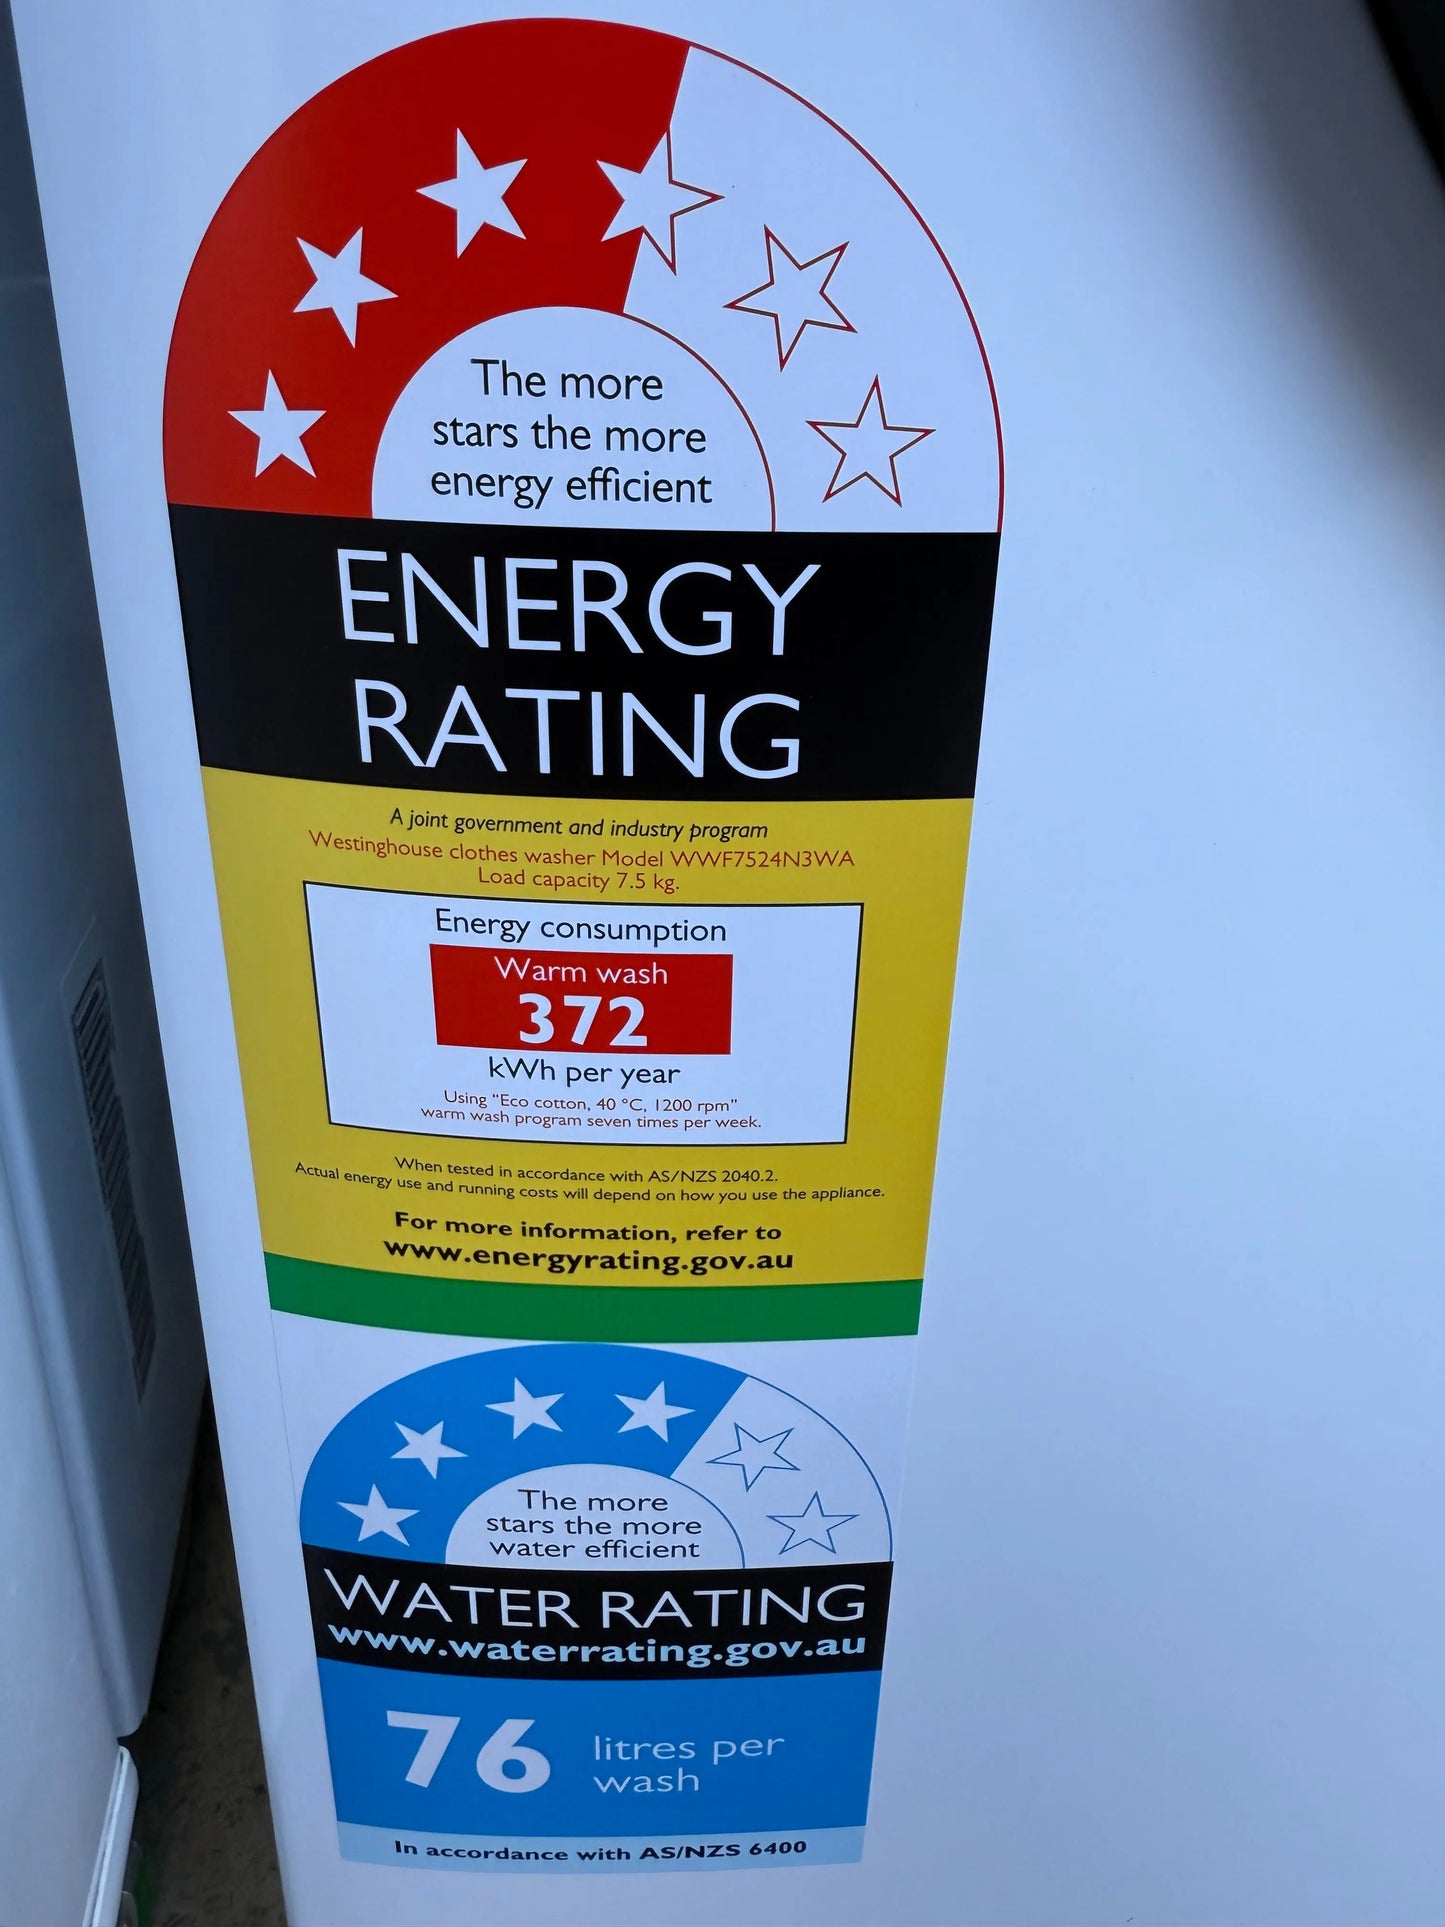 The more
stars the more
energy efficient
ENERGY
RATING
A joint government and industry program
Westinghouse clothes washer Model WWF7524N3WA
Load capacity 7.5 kg.
Energy consumption
Warm wash
372
kWh per year
Using "Eco cotton, 40 °C, 1200 rpm"
warm wash program seven times per week.
When tested in accordance with AS/NZS 2040.2.
Actual energy use and running costs will depend on how you use the appliance.
For more information, refer to
www.energyrating.gov.au
The more
stars the more
water efficient
WATER RATING
www.waterrating.gov.au
76 litres per
wash
In accordance with AS/NZS 6400